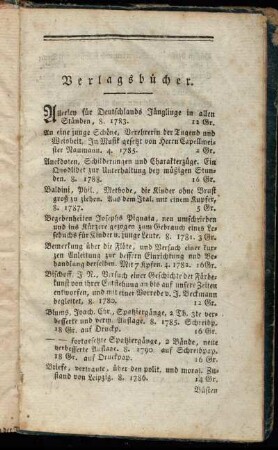 Verlagsbücher.
Allerley für Deutschlands Jünglinge in allen
Ständen, 8. 1783. 12 Gr.
An eine junge Schöne, Verehrerin der Tugend und
Weisheit. In Musik gesetzt von Herrn Capellmei-
ster Naumann. 4. 1785. 2 Gr.
Anekdoten, Schilderungen und Charakterzüge. Ein
Quodlibet zur Unterhaltung bey müßigen Stun-
den. 8. 1788. 16 Gr.
Baldini, Phil., Methode, die Kinder ohne Brust
groß zu ziehen. Aus dem Ital. mit einem Kupfer,
8. 1787. 5 Gr.
Begebenheiten Josephs Pignata, neu umschrieben
und ins Kürzere gezogen zum Gebrauch eines Le-
sebuchs für Kinder u. junge Leute. 8. 1781. 3 Gr.
Bemerkung über die Flöte, und Versuch einer kur-
zen Anleitung zur bessern Einrichtung und Be-
handlung derselben. Mit 7 Kpfrn. 4. 1782. 16 Gr.
Bischoff, J. N., Versuch einer Geschichte der Färbe-
kunst von ihrer Entstehung an bis auf unsere Zeiten
entworfen, und mit einer Vorrede v. J. Beckmann
begleitet. 8. 1780. 12 Gr.
Blums, Joach. Chr., Spatziergänge, 2 Th. 3te ver-
besserte und verm. Auflage. 8. 1785. Schreibp.
18 Gr. auf Druckp. 16 Gr.
— — fortgesetzte Spatziergänge, 2 Bände, neue
verbesserte Auflage. 8. 1790. auf Schreibpap.
18 Gr. auf Druckpap. 16 Gr.
Briefe, vertraute, über den polit. und moral. Zu-
stand von Leipzig. 8. 1786. 14 Gr.
Büsten